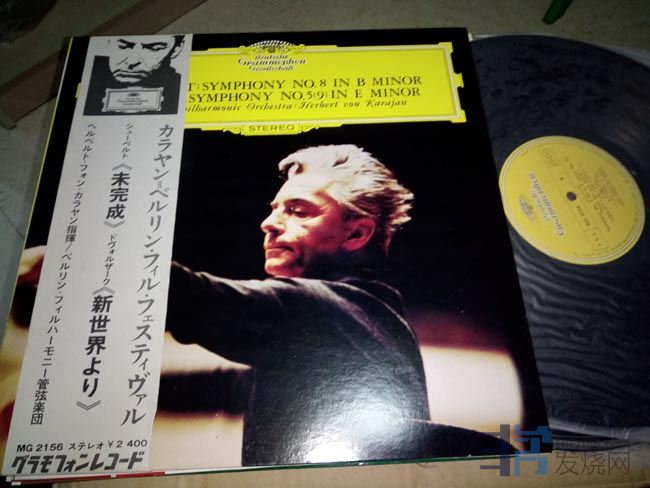 Deutsche
Grammophon
Gesellschaft
T:SYMPHONY NO. 8 IN B MINOR
SYMPHONY NO.5(9) IN E MINOR
ilharmonic Orchestra : Herbert von Karajan
STEREO
カラヤン=ベルリン・フィル・フェスティヴァル
シューベルト《未完成》ドヴォルザーク《新世界より》
ヘルベルト・フォン・カラヤン指揮/ベルリン・フィルハーモニー管弦楽団
MG 2156 ステレオ ¥2 400
グラモフォンレコード
Deutsche
Grammophon
发烧网